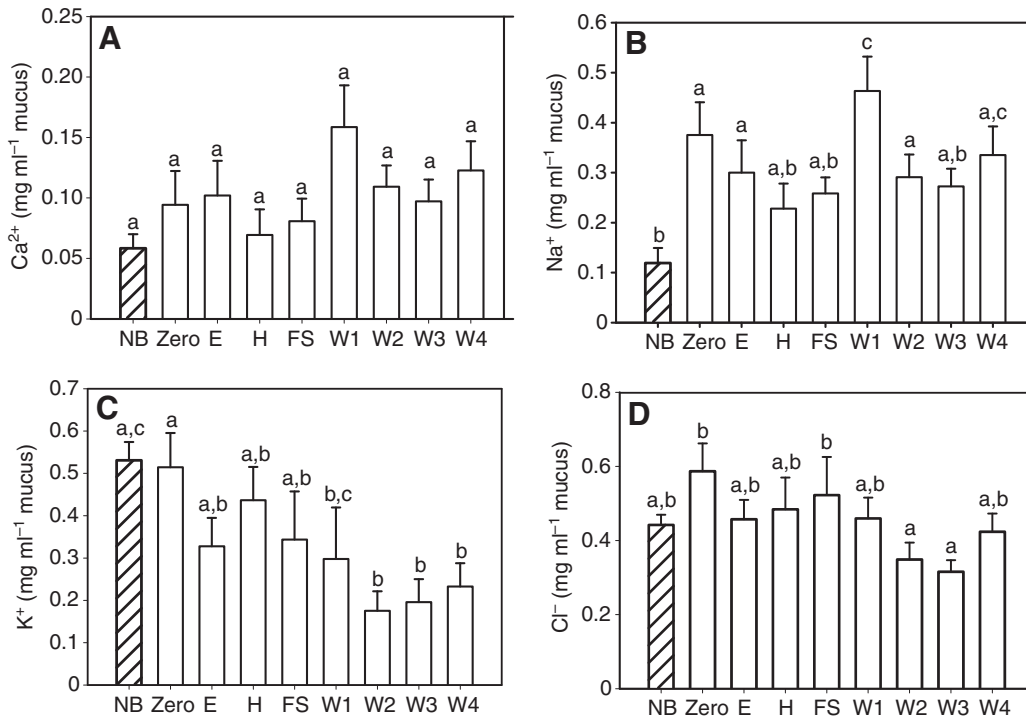 A
Ca²⁺ (mg ml⁻¹ mucus)
0.25
0.20
0.15
0.10
0.05
0
a a a a a a a a a
NB Zero E H FS W1 W2 W3 W4
B
Na⁺ (mg ml⁻¹ mucus)
0.6
0.5
0.4
0.3
0.2
0.1
0
b a a a,b a,b c a a,b a,c
NB Zero E H FS W1 W2 W3 W4
C
K⁺ (mg ml⁻¹ mucus)
0.7
0.6
0.5
0.4
0.3
0.2
0.1
0
a,c a a,b a,b a,b b,c b b b
NB Zero E H FS W1 W2 W3 W4
D
Cl⁻ (mg ml⁻¹ mucus)
0.8
0.6
0.4
0.2
0
a,b b a,b a,b b a,b a a a,b
NB Zero E H FS W1 W2 W3 W4